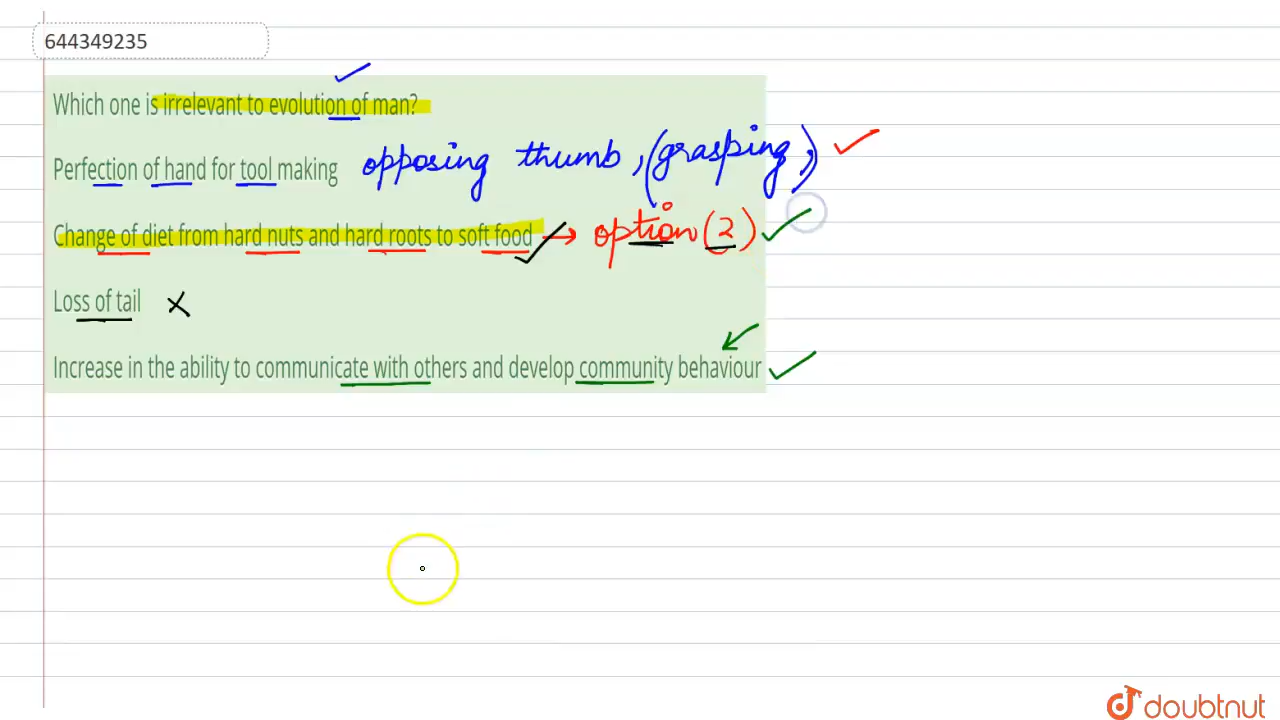 644349235
Which one is irrelevant to evolution of man?
Perfection of hand for tool making opposing thumb, (grasping,)
Change of diet from hard nuts and hard roots to soft food → option (2)
Loss of tail ×
Increase in the ability to communicate with others and develop community behaviour
doubtnut